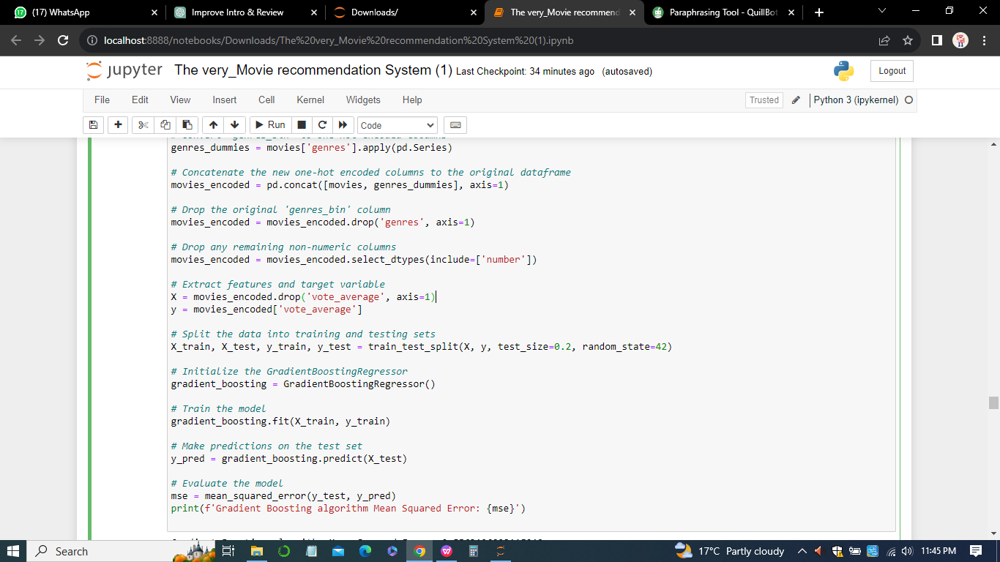 (17) WhatsApp
Improve Intro & Review
Downloads/
The very_Movie recommend
Paraphrasing Tool - QuillBot
localhost:8888/notebooks/Downloads/The%20very_Movie%20recommendation%20System%20(1).ipynb
jupyter The very_Movie recommendation System (1) Last Checkpoint: 34 minutes ago (autosaved)
Logout
File Edit View Insert Cell Kernel Widgets Help
Trusted
Python 3 (ipykernel)
Run
Code
genres_dummies = movies['genres'].apply(pd.Series)
# Concatenate the new one-hot encoded columns to the original dataframe
movies_encoded = pd.concat([movies, genres_dummies], axis=1)
# Drop the original 'genres_bin' column
movies_encoded = movies_encoded.drop('genres', axis=1)
# Drop any remaining non-numeric columns
movies_encoded = movies_encoded.select_dtypes(include=['number'])
# Extract features and target variable
X = movies_encoded.drop('vote_average', axis=1)
y = movies_encoded['vote_average']
# Split the data into training and testing sets
X_train, X_test, y_train, y_test = train_test_split(X, y, test_size=0.2, random_state=42)
# Initialize the GradientBoostingRegressor
gradient_boosting = GradientBoostingRegressor()
# Train the model
gradient_boosting.fit(X_train, y_train)
# Make predictions on the test set
y_pred = gradient_boosting.predict(X_test)
# Evaluate the model
mse = mean_squared_error(y_test, y_pred)
print(f'Gradient Boosting algorithm Mean Squared Error: {mse}')
Search
17°C Partly cloudy
11:45 PM